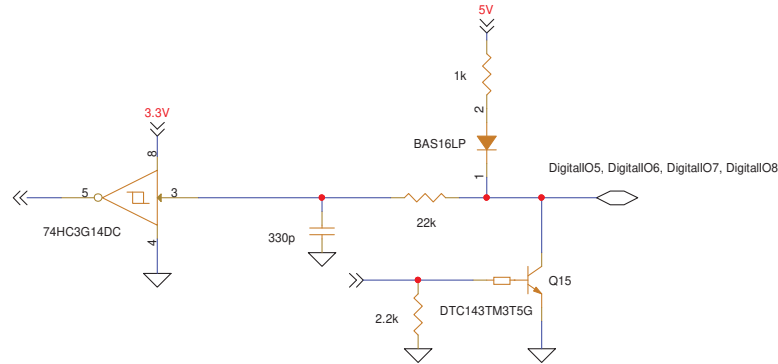 5V
1k
2
3.3V
BAS16LP
8
DigitalIO5, DigitalIO6, DigitalIO7, DigitalIO8
1
5
3
74HC3G14DC
4
330p
22k
Q15
DTC143TM3T5G
2.2k